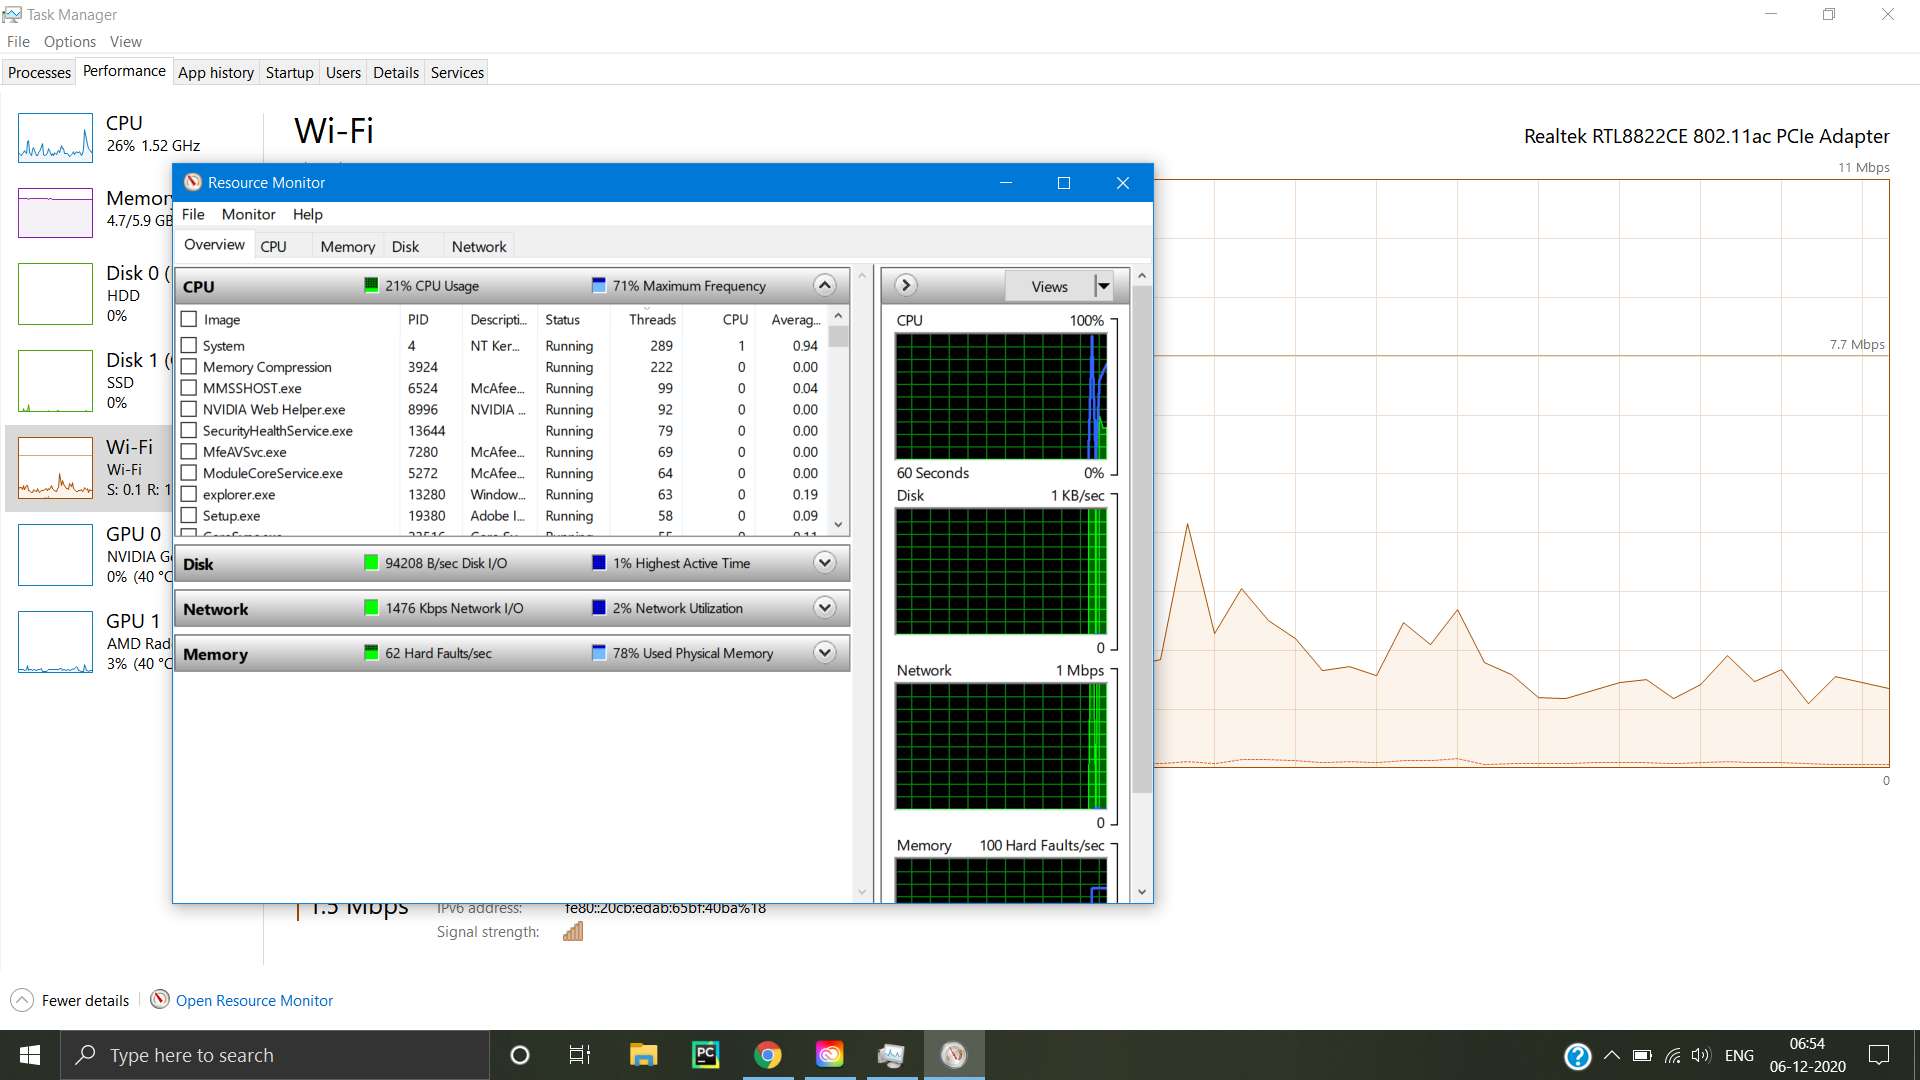 Task Manager
File Options View
Processes Performance App history Startup Users Details Services
CPU
26% 1.52 GHz
Memory
4.7/5.9 GB
Disk 0 (
HDD
0%
Disk 1 (
SSD
0%
Wi-Fi
Wi-Fi
S: 0.1 R: 1
GPU 0
NVIDIA G
0% (40 °C
GPU 1
AMD Rad
3% (40 °C
Wi-Fi
Realtek RTL8822CE 802.11ac PCIe Adapter
11 Mbps
7.7 Mbps
0
Resource Monitor
File Monitor Help
Overview CPU Memory Disk Network
CPU 21% CPU Usage 71% Maximum Frequency
Image PID Descripti... Status Threads CPU Averag...
System 4 NT Ker... Running 289 1 0.94
Memory Compression 3924 Running 222 0 0.00
MMSSHOST.exe 6524 McAfee... Running 99 0 0.04
NVIDIA Web Helper.exe 8996 NVIDIA ... Running 92 0 0.00
SecurityHealthService.exe 13644 Running 79 0 0.00
MfeAVSvc.exe 7280 McAfee... Running 69 0 0.00
ModuleCoreService.exe 5272 McAfee... Running 64 0 0.00
explorer.exe 13280 Window... Running 63 0 0.19
Setup.exe 19380 Adobe I... Running 58 0 0.09
Disk 94208 B/sec Disk I/O 1% Highest Active Time
Network 1476 Kbps Network I/O 2% Network Utilization
Memory 62 Hard Faults/sec 78% Used Physical Memory
Views
CPU 100%
60 Seconds 0%
Disk 1 KB/sec
0
Network 1 Mbps
0
Memory 100 Hard Faults/sec
1.5 Mbps IPv6 address: fe80::20cb:edab:65bf:40ba%18
Signal strength:
Fewer details Open Resource Monitor
Type here to search
PC
ENG
06:54
06-12-2020